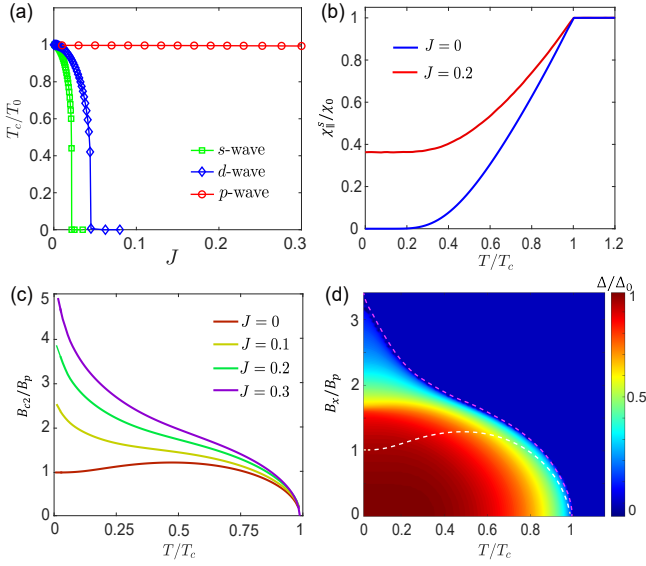 (a)
T_c/T_0
1
0.8
0.6
0.4
0.2
0
s-wave
d-wave
p-wave
0 0.1 0.2 0.3
J
(b)
χ^s_∥/χ_0
1
0.8
0.6
0.4
0.2
0
J = 0
J = 0.2
0 0.2 0.4 0.6 0.8 1 1.2
T/T_c
(c)
B_{c2}/B_p
5
4
3
2
1
0
J = 0
J = 0.1
J = 0.2
J = 0.3
0 0.25 0.5 0.75 1
T/T_c
(d)
Δ/Δ_0
B_x/B_p
3
2
1
0
1
0.5
0
0 0.2 0.4 0.6 0.8 1
T/T_c